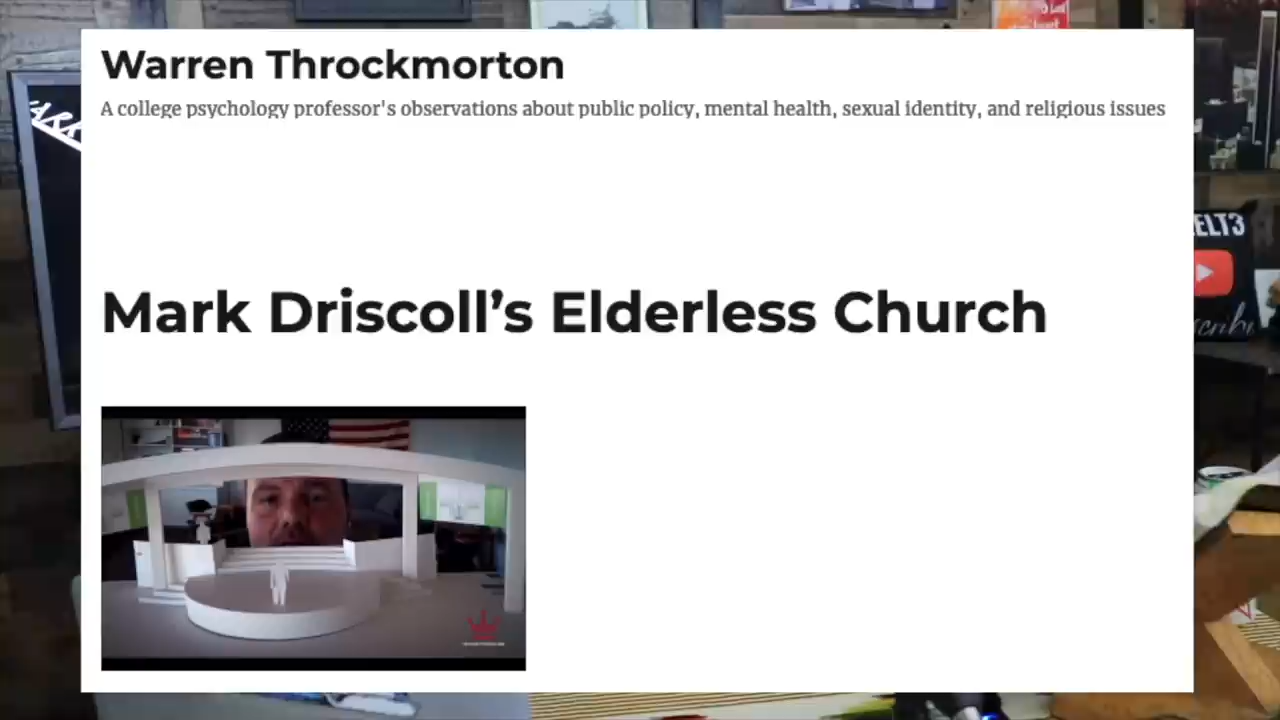 Warren Throckmorton
A college psychology professor's observations about public policy, mental health, sexual identity, and religious issues
Mark Driscoll’s Elderless Church
ELT3